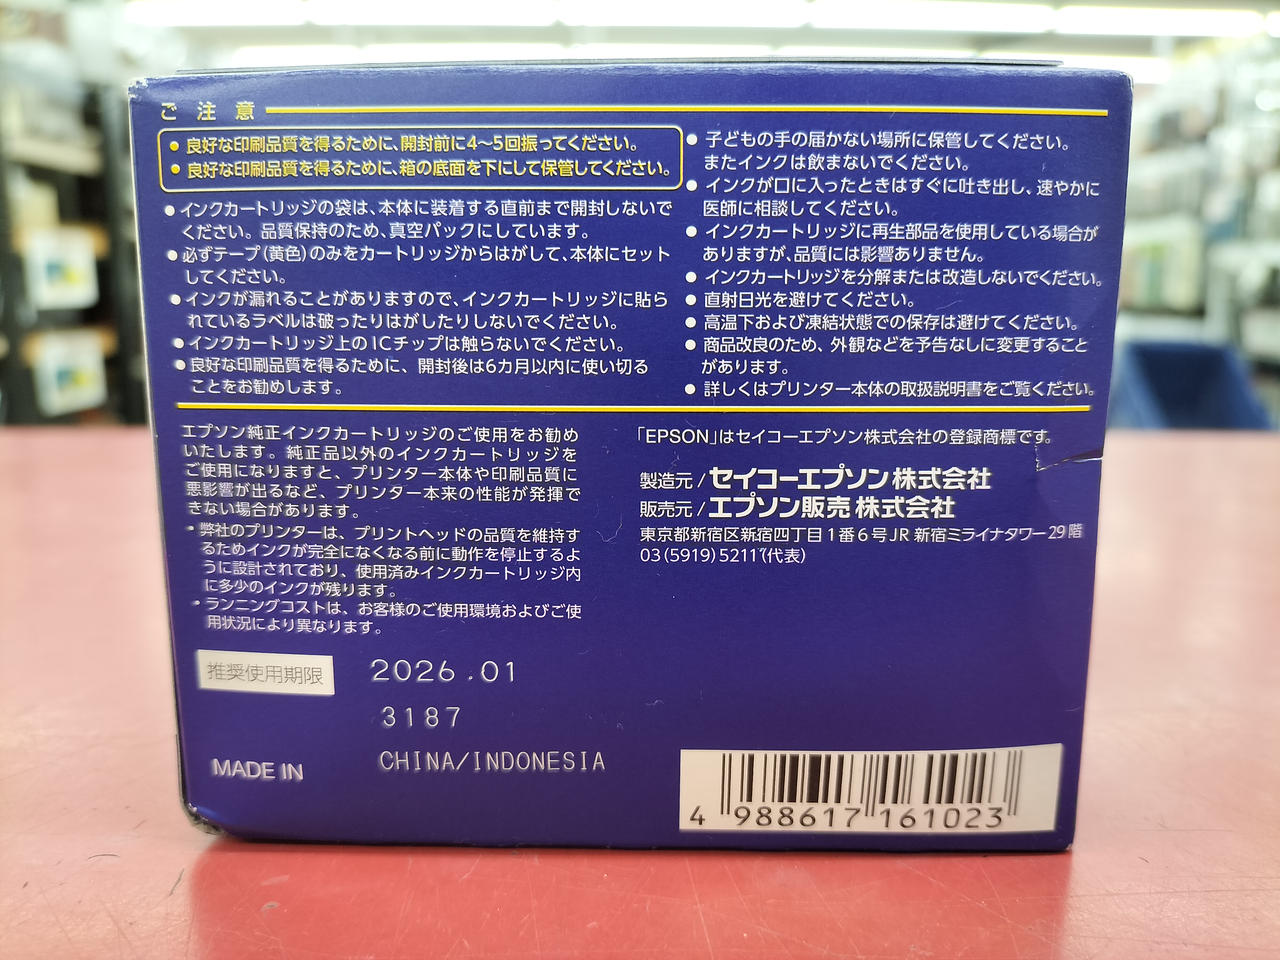 ご注意
● 良好な印刷品質を得るために、開封前に4〜5回振ってください。
● 良好な印刷品質を得るために、箱の底面を下にして保管してください。
● インクカートリッジの袋は、本体に装着する直前まで開封しないで
ください。品質保持のため、真空パックにしています。
● 必ずテープ(黄色)のみをカートリッジからはがして、本体にセット
してください。
● インクが漏れることがありますので、インクカートリッジに貼ら
れているラベルは破ったりはがしたりしないでください。
● インクカートリッジ上のICチップは触らないでください。
● 良好な印刷品質を得るために、開封後は6カ月以内に使い切る
ことをお勧めします。
● 子どもの手の届かない場所に保管してください。
またインクは飲まないでください。
● インクが口に入ったときはすぐに吐き出し、速やかに
医師に相談してください。
● インクカートリッジに再生部品を使用している場合が
ありますが、品質には影響ありません。
● インクカートリッジを分解または改造しないでください。
● 直射日光を避けてください。
● 高温下および凍結状態での保存は避けてください。
● 商品改良のため、外観などを予告なしに変更すること
があります。
● 詳しくはプリンター本体の取扱説明書をご覧ください。
エプソン純正インクカートリッジのご使用をお勧め
いたします。純正品以外のインクカートリッジを
ご使用になりますと、プリンター本体や印刷品質に
悪影響が出るなど、プリンター本来の性能が発揮で
きない場合があります。
・弊社のプリンターは、プリントヘッドの品質を維持す
るためインクが完全になくなる前に動作を停止するよ
うに設計されており、使用済みインクカートリッジ内
に多少のインクが残ります。
・ランニングコストは、お客様のご使用環境およびご使
用状況により異なります。
「EPSON」はセイコーエプソン株式会社の登録商標です。
製造元/セイコーエプソン株式会社
販売元/エプソン販売株式会社
東京都新宿区新宿四丁目1番6号JR新宿ミライナタワー29階
03(5919)5211(代表)
推奨使用期限 2026.01
3187
MADE IN CHINA/INDONESIA
4 988617 161023